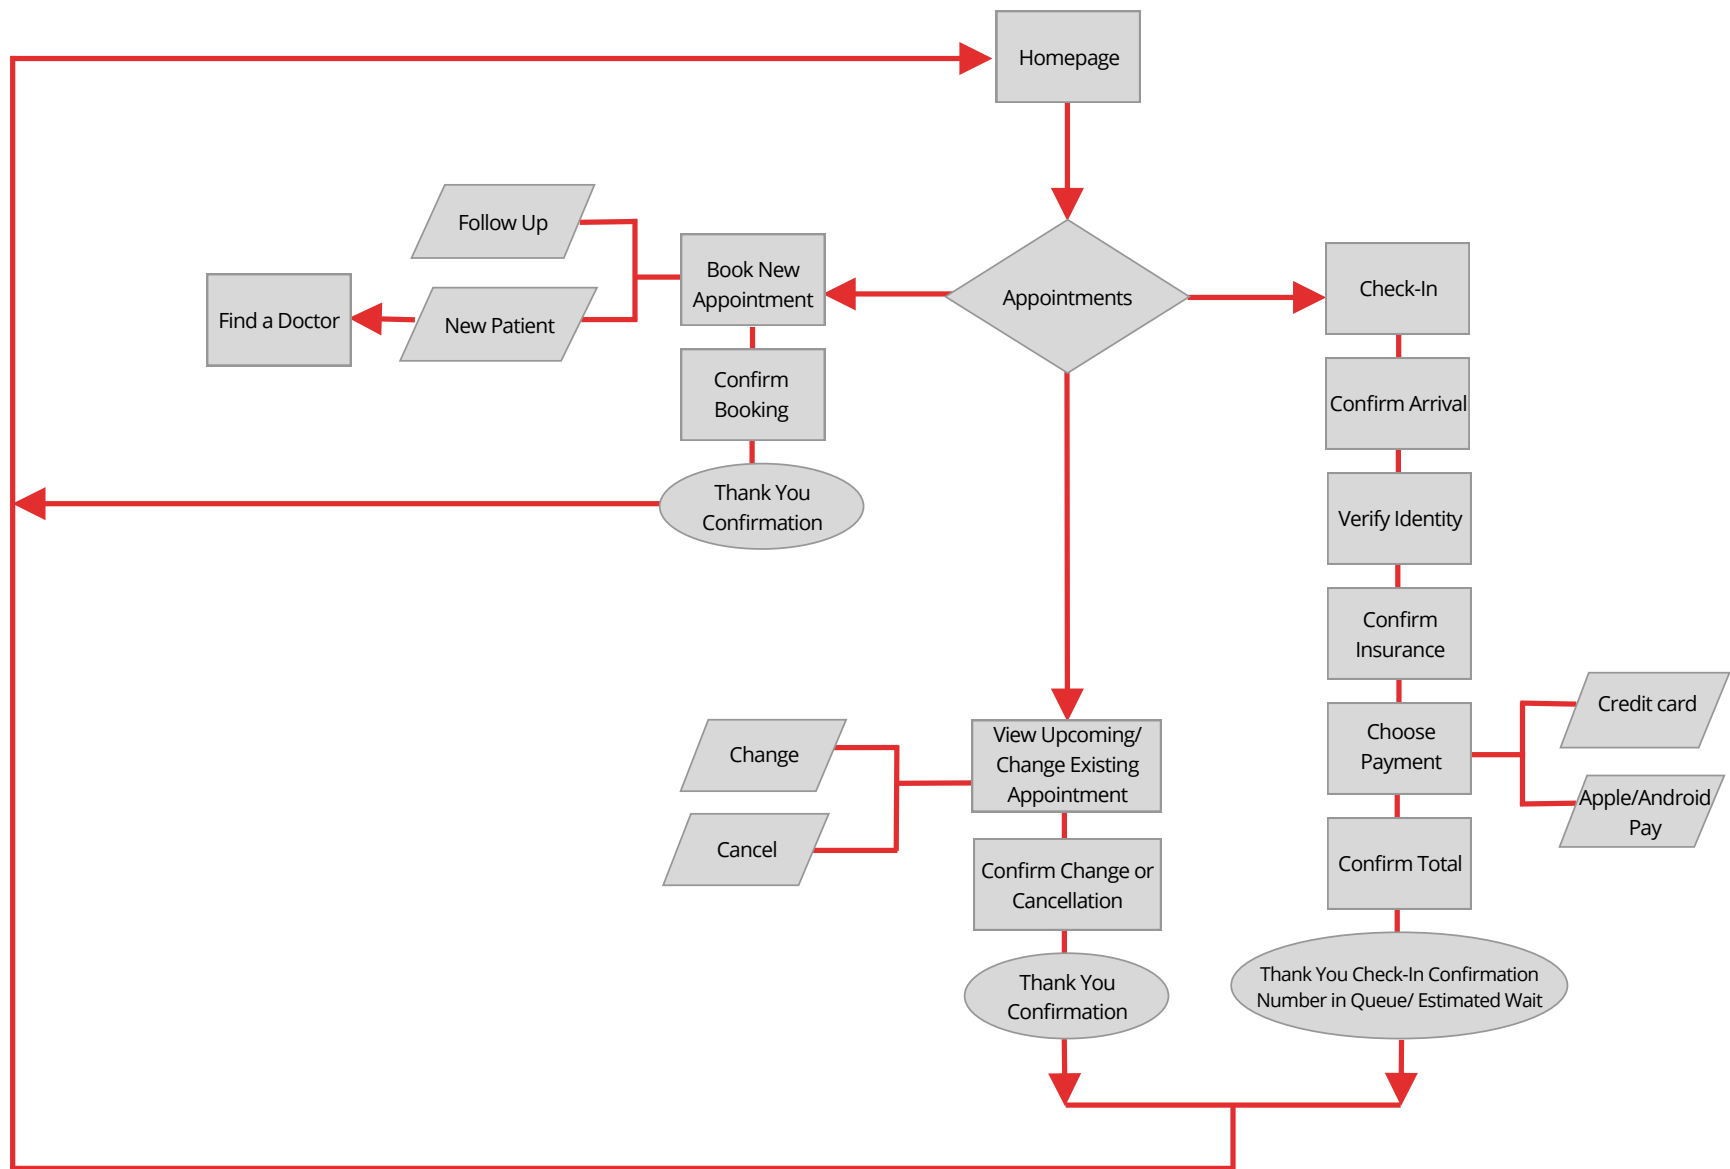 Homepage
Follow Up
Book New
Appointment
Find a Doctor
New Patient
Appointments
Check-In
Confirm
Booking
Confirm Arrival
Thank You
Confirmation
Verify Identity
Confirm
Insurance
Change
Cancel
View Upcoming/
Change Existing
Appointment
Choose
Payment
Credit card
Apple/Android
Pay
Confirm Change or
Cancellation
Confirm Total
Thank You
Confirmation
Thank You Check-In Confirmation
Number in Queue/ Estimated Wait